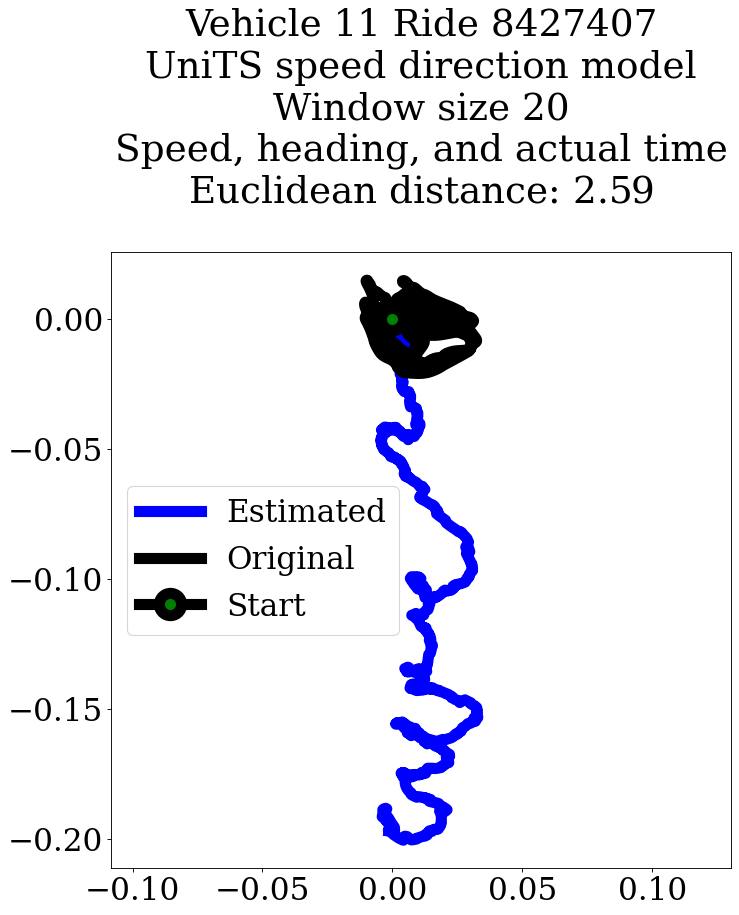 Vehicle 11 Ride 8427407
UniTS speed direction model
Window size 20
Speed, heading, and actual time
Euclidean distance: 2.59
0.00
−0.05
−0.10
−0.15
−0.20
Estimated
Original
Start
−0.10
−0.05
0.00
0.05
0.10